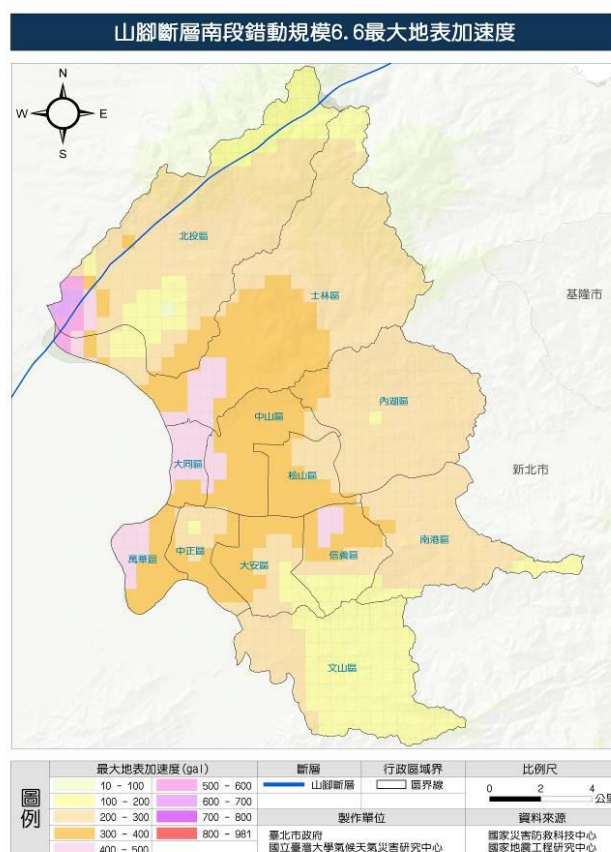 山腳斷層南段錯動規模6.6最大地表加速度
N
W
E
S
北投區
士林區
基隆市
內湖區
中山區
大同區
松山區
新北市
萬華區
中正區
大安區
信義區
南港區
文山區
圖例
最大地表加速度(gal)
10 - 100
100 - 200
200 - 300
300 - 400
400 - 500
500 - 600
600 - 700
700 - 800
800 - 981
斷層
山腳斷層
行政區域界
區界線
比例尺
0 2 4
公里
製作單位
臺北市政府
國立臺灣大學氣候天氣災害研究中心
資料來源
國家災害防救科技中心
國家地震工程研究中心